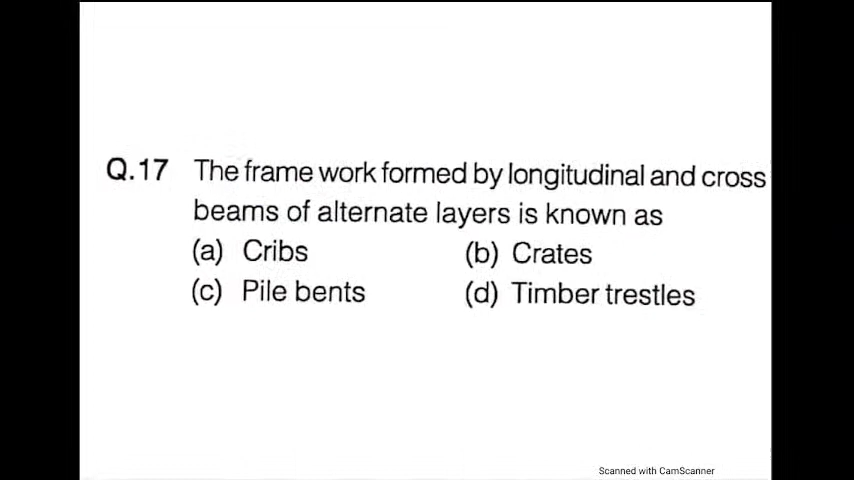 Q.17 The frame work formed by longitudinal and cross
beams of alternate layers is known as
(a) Cribs (b) Crates
(c) Pile bents (d) Timber trestles
Scanned with CamScanner